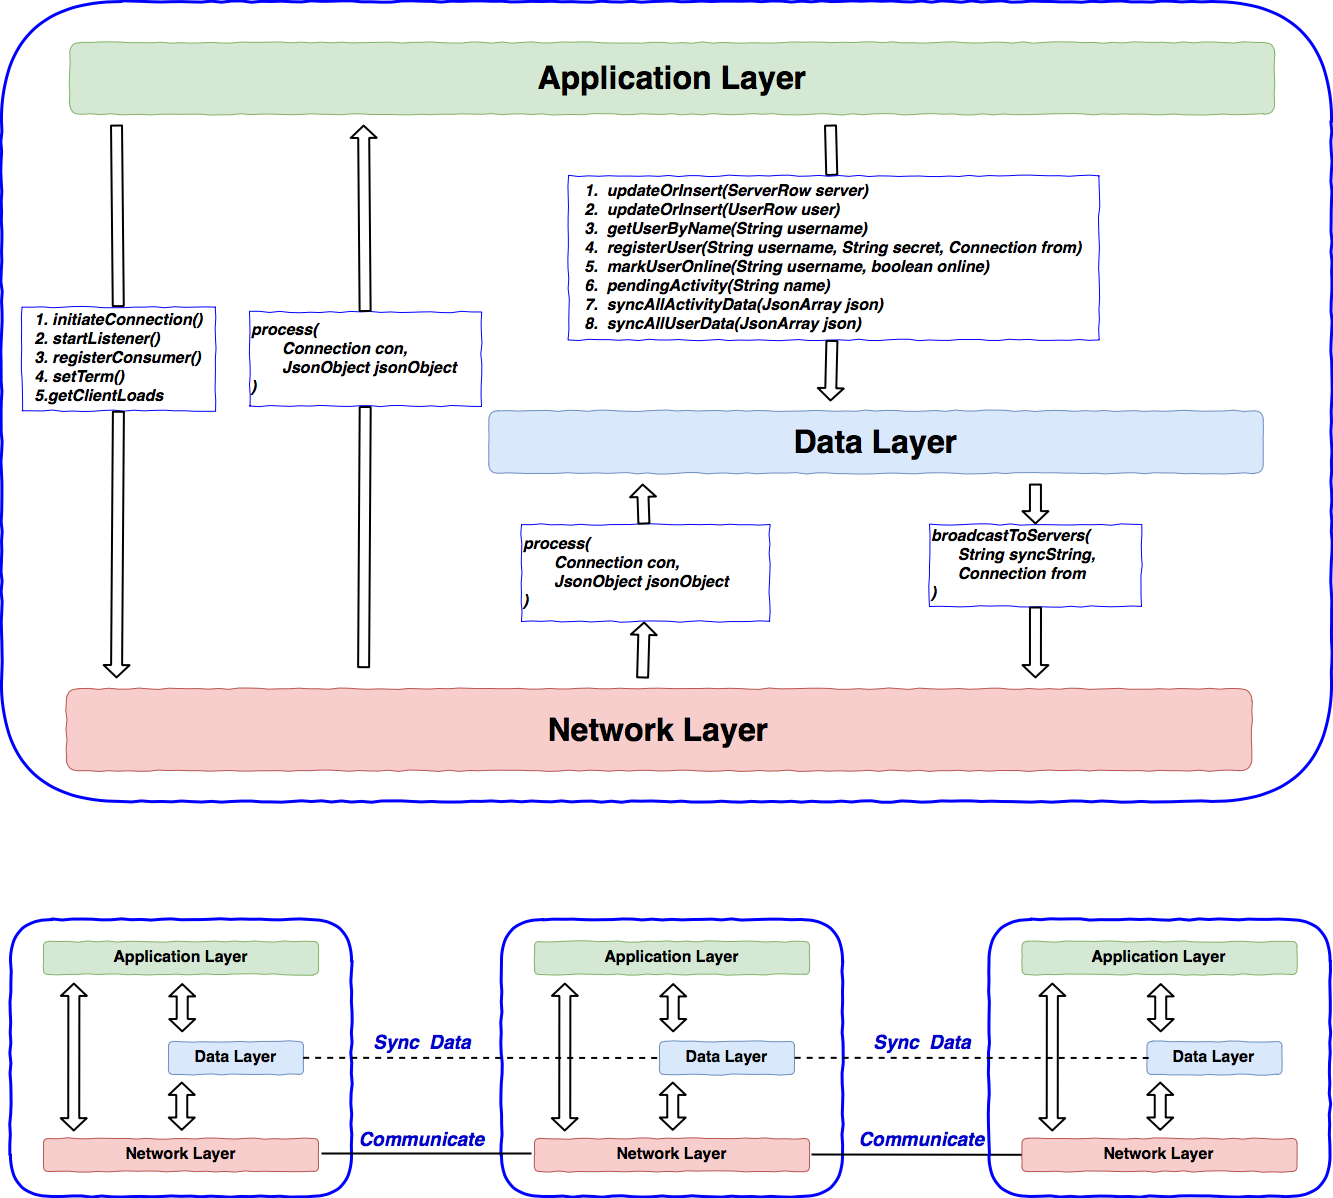 Application Layer
1. updateOrInsert(ServerRow server)
2. updateOrInsert(UserRow user)
3. getUserByName(String username)
4. registerUser(String username, String secret, Connection from)
5. markUserOnline(String username, boolean online)
6. pendingActivity(String name)
7. syncAllActivityData(JsonArray json)
8. syncAllUserData(JsonArray json)
1. initiateConnection()
2. startListener()
3. registerConsumer()
4. setTerm()
5.getClientLoads
process(
Connection con,
JsonObject jsonObject
)
Data Layer
process(
Connection con,
JsonObject jsonObject
)
broadcastToServers(
String syncString,
Connection from
)
Network Layer
Application Layer
Application Layer
Application Layer
Sync Data
Sync Data
Data Layer
Data Layer
Data Layer
Communicate
Communicate
Network Layer
Network Layer
Network Layer